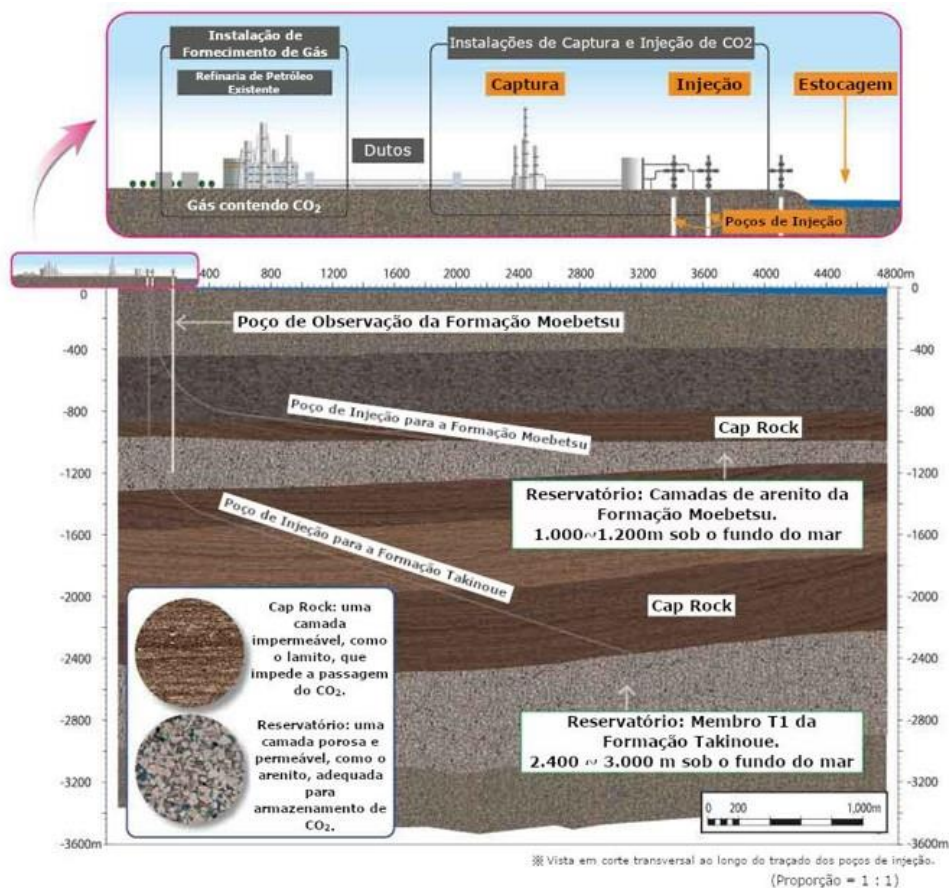 Instalação de
Fornecimento de Gás
Refinaria de Petróleo
Existente
Instalações de Captura e Injeção de CO2
Captura
Injeção
Estocagem
Dutos
Gás contendo CO₂
Poços de Injeção
400 800 1200 1600 2000 2400 2800 3200 3600 4000 4400 4800m
0
-400
-800
-1200
-1600
-2000
-2400
-2800
-3200
-3600m
0
-400
-800
-1200
-1600
-2000
-2400
-2800
-3200
-3600m
Poço de Observação da Formação Moebetsu
Poço de Injeção para a Formação Moebetsu
Cap Rock
Reservatório: Camadas de arenito da
Formação Moebetsu.
1.000~1.200m sob o fundo do mar
Poço de Injeção para a Formação Takinoue
Cap Rock
Cap Rock: uma
camada
impermeável, como
o lamito, que
impede a passagem
do CO₂.
Reservatório: uma
camada porosa e
permeável, como o
arenito, adequada
para
armazenamento de
CO₂.
Reservatório: Membro T1 da
Formação Takinoue.
2.400 ~ 3.000 m sob o fundo do mar
0 200 1,000m
※ Vista em corte transversal ao longo do traçado dos poços de injeção.
(Proporção = 1 : 1)